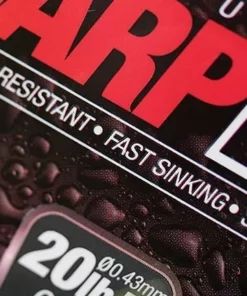 ARP
RESISTANT • FAST SINKING •
20lb
Ø0.43mm